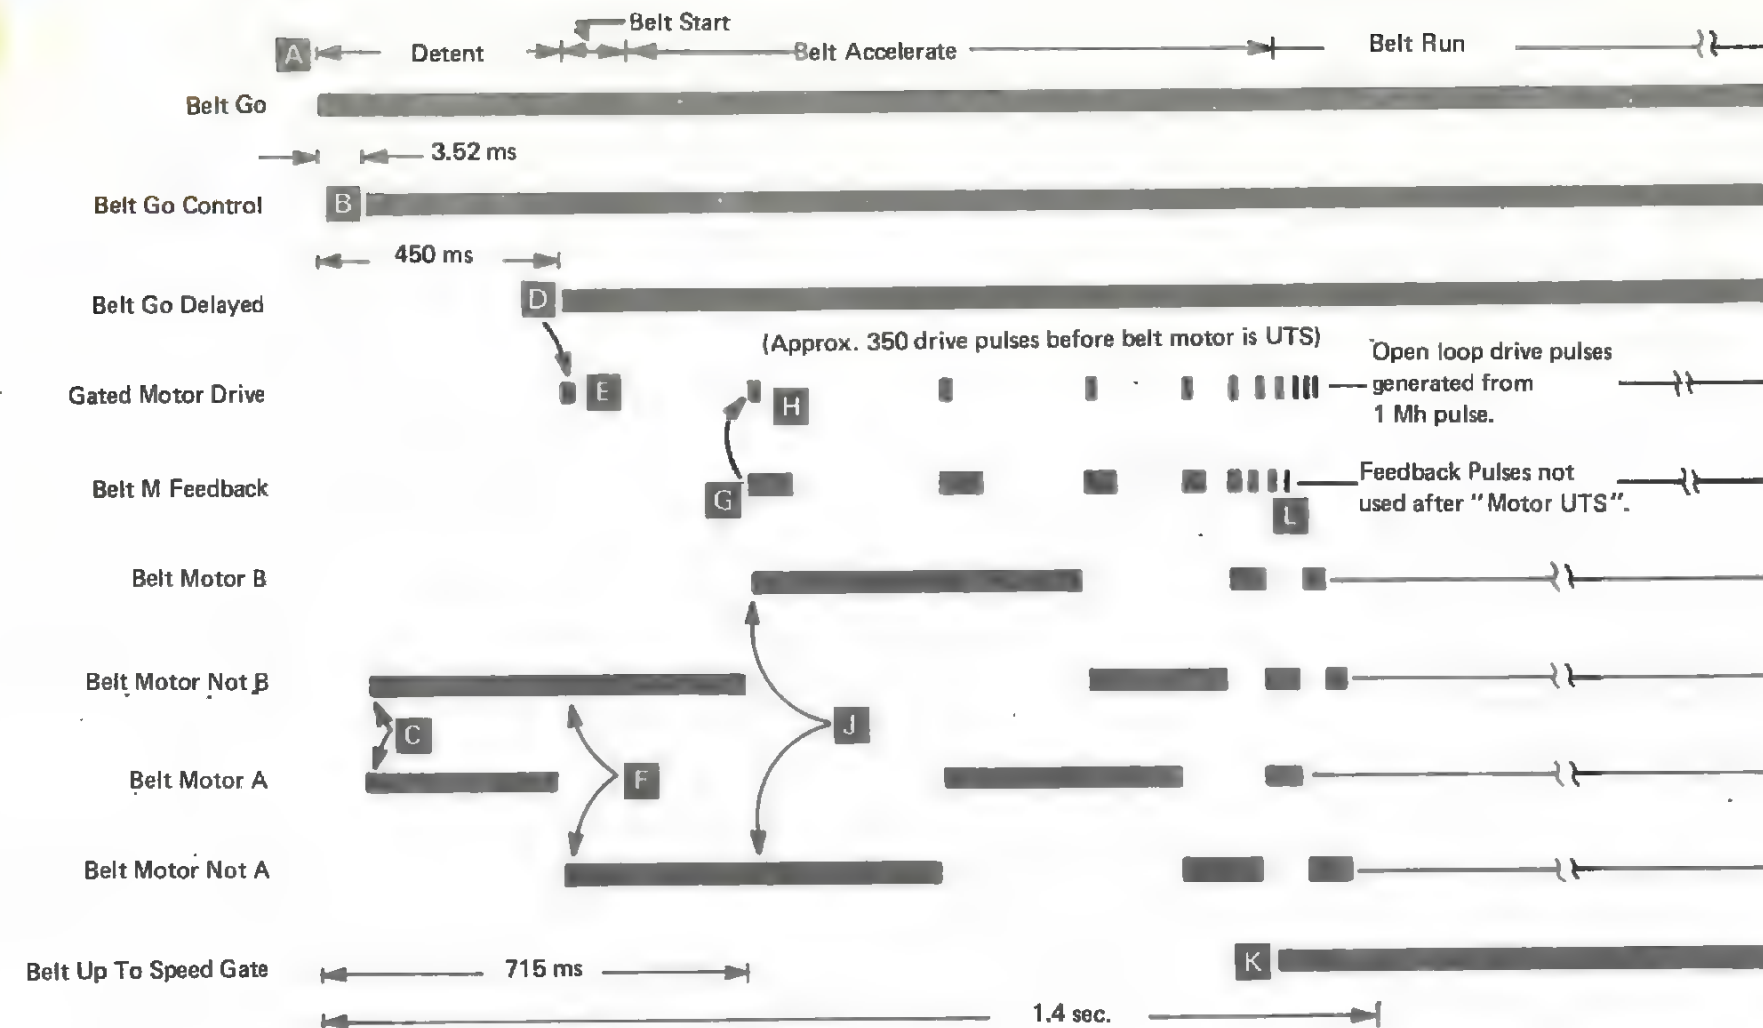 Belt Start
A Detent Belt Accelerate Belt Run
Belt Go
3.52 ms
Belt Go Control B
450 ms
Belt Go Delayed D
(Approx. 350 drive pulses before belt motor is UTS)
Gated Motor Drive E H
Open loop drive pulses
generated from
1 Mh pulse.
Belt M Feedback G L
Feedback Pulses not
used after "Motor UTS".
Belt Motor B
Belt Motor Not B
C J
Belt Motor A F
Belt Motor Not A
Belt Up To Speed Gate 715 ms K
1.4 sec.